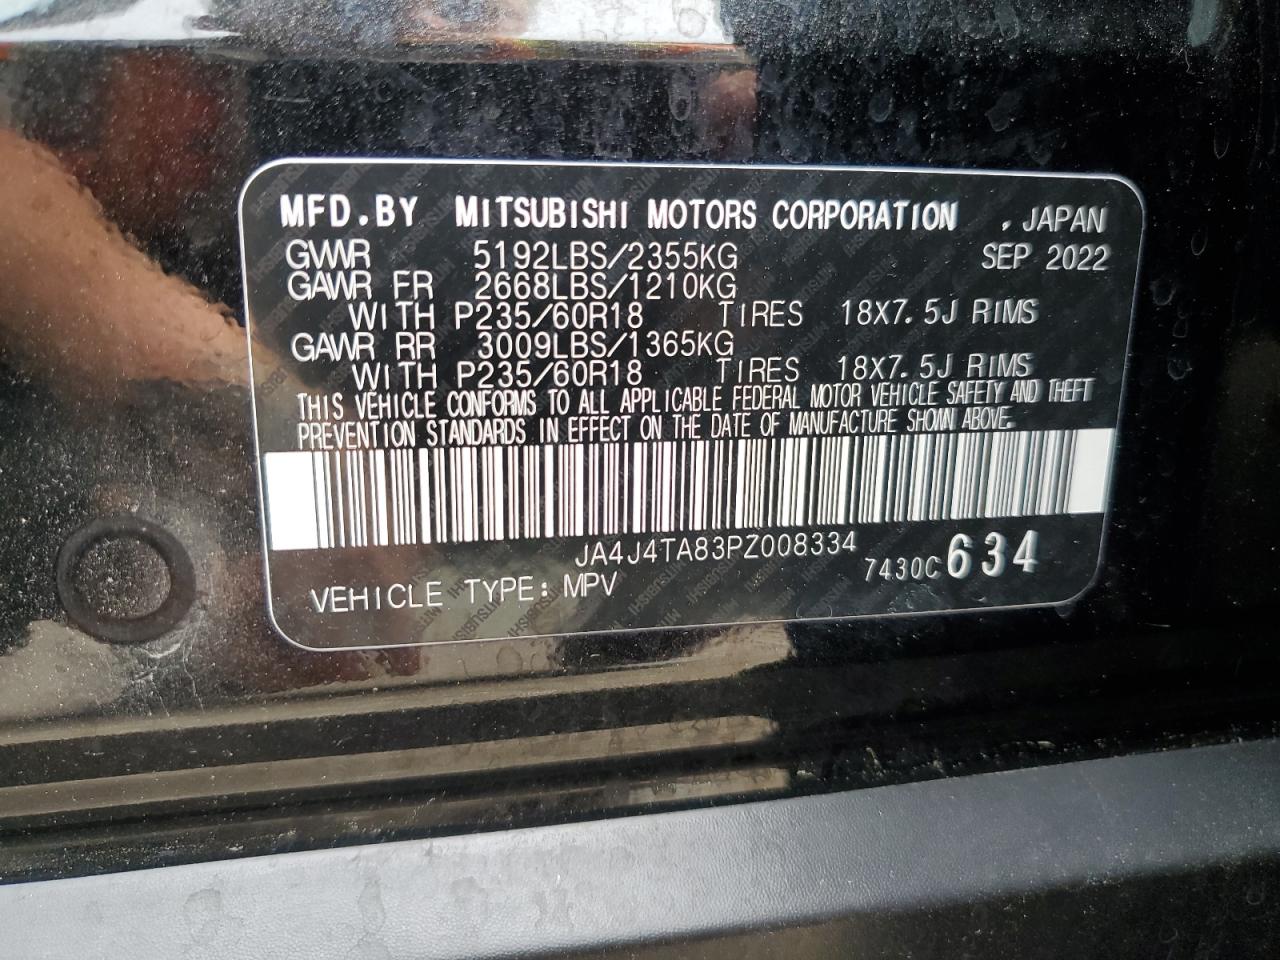 MFD.BY MITSUBISHI MOTORS CORPORATION , JAPAN
GVWR 5192LBS/2355KG SEP 2022
GAWR FR 2668LBS/1210KG
WITH P235/60R18 TIRES 18X7.5J RIMS
GAWR RR 3009LBS/1365KG
WITH P235/60R18 TIRES 18X7.5J RIMS
THIS VEHICLE CONFORMS TO ALL APPLICABLE FEDERAL MOTOR VEHICLE SAFETY AND THEFT
PREVENTION STANDARDS IN EFFECT ON THE DATE OF MANUFACTURE SHOWN ABOVE.
JA4J4TA83PZ008334
7430C634
VEHICLE TYPE: MPV